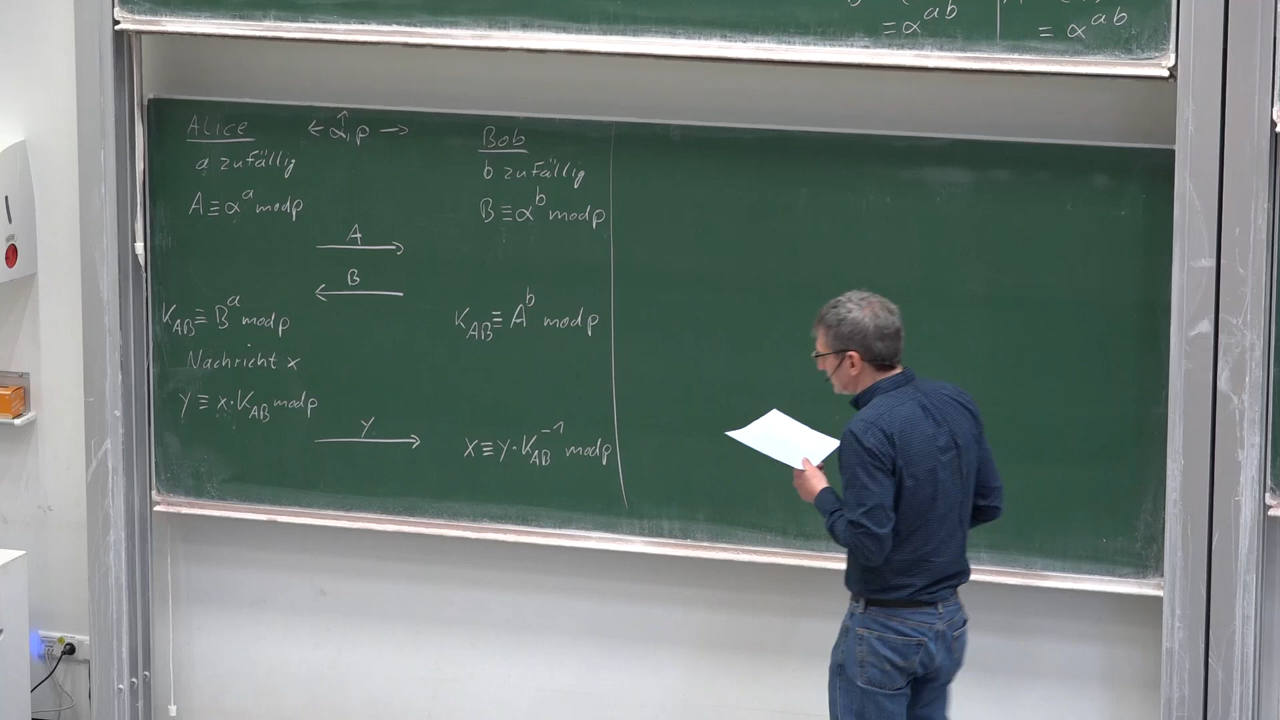 = α^ab | = α^ab
Alice ← α, p → Bob
a zufällig b zufällig
A ≡ α^a mod p B ≡ α^b mod p
A
B
K_AB ≡ B^a mod p K_AB ≡ A^b mod p
Nachricht x
y ≡ x · K_AB mod p
y x ≡ y · K_AB^-1 mod p